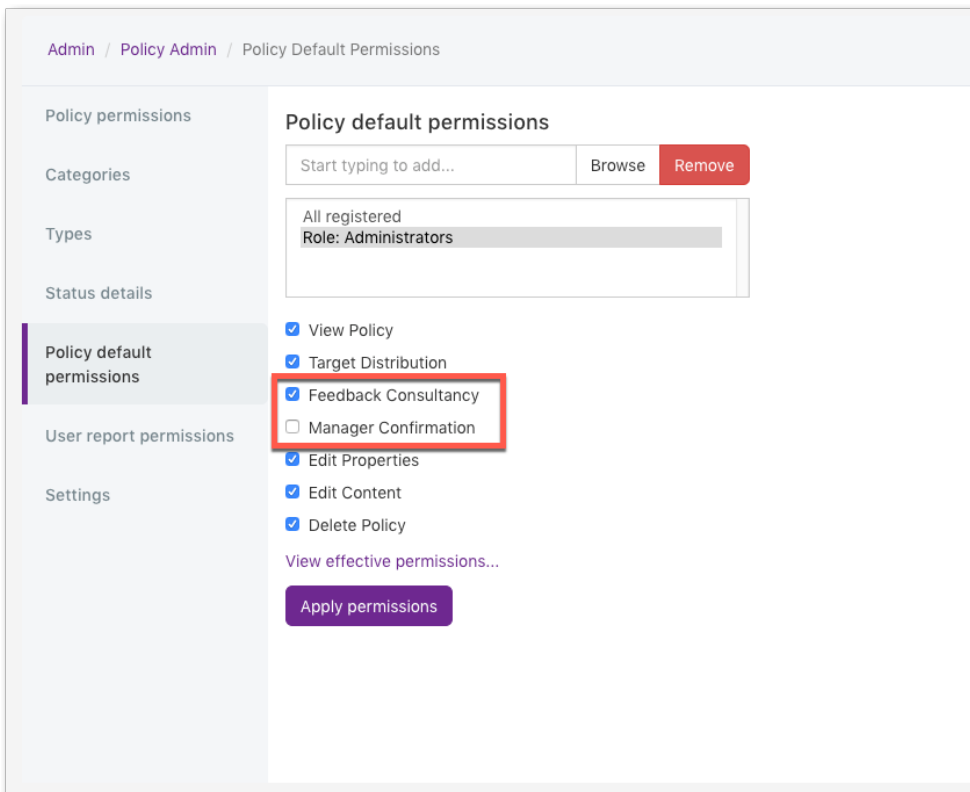 Admin / Policy Admin / Policy Default Permissions
Policy permissions
Categories
Types
Status details
Policy default
permissions
User report permissions
Settings
Policy default permissions
Start typing to add...
Browse
Remove
All registered
Role: Administrators
View Policy
Target Distribution
Feedback Consultancy
Manager Confirmation
Edit Properties
Edit Content
Delete Policy
View effective permissions...
Apply permissions